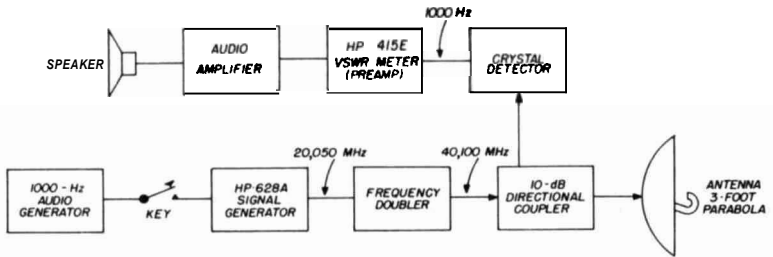 1000 Hz
SPEAKER
AUDIO
AMPLIFIER
HP 415E
VSWR METER
(PREAMP)
CRYSTAL
DETECTOR
20,050 MHz
40,100 MHz
1000-Hz
AUDIO
GENERATOR
KEY
HP-628A
SIGNAL
GENERATOR
FREQUENCY
DOUBLER
10-dB
DIRECTIONAL
COUPLER
ANTENNA
3-FOOT
PARABOLA